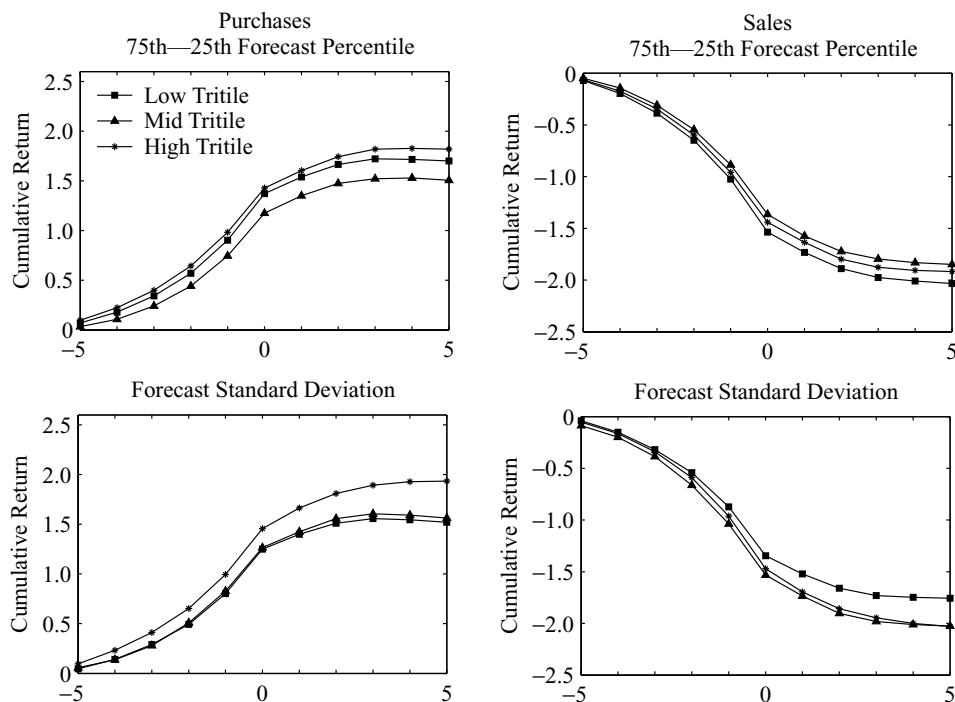 Purchases
75th—25th Forecast Percentile
2.5
2.0
1.5
1.0
0.5
0
Cumulative Return
Low Tritile
Mid Tritile
High Tritile
−5
0
5
Sales
75th—25th Forecast Percentile
0
−0.5
−1.0
−1.5
−2.0
−2.5
Cumulative Return
−5
0
5
Forecast Standard Deviation
2.5
2.0
1.5
1.0
0.5
0
Cumulative Return
−5
0
5
Forecast Standard Deviation
0
−0.5
−1.0
−1.5
−2.0
−2.5
Cumulative Return
−5
0
5